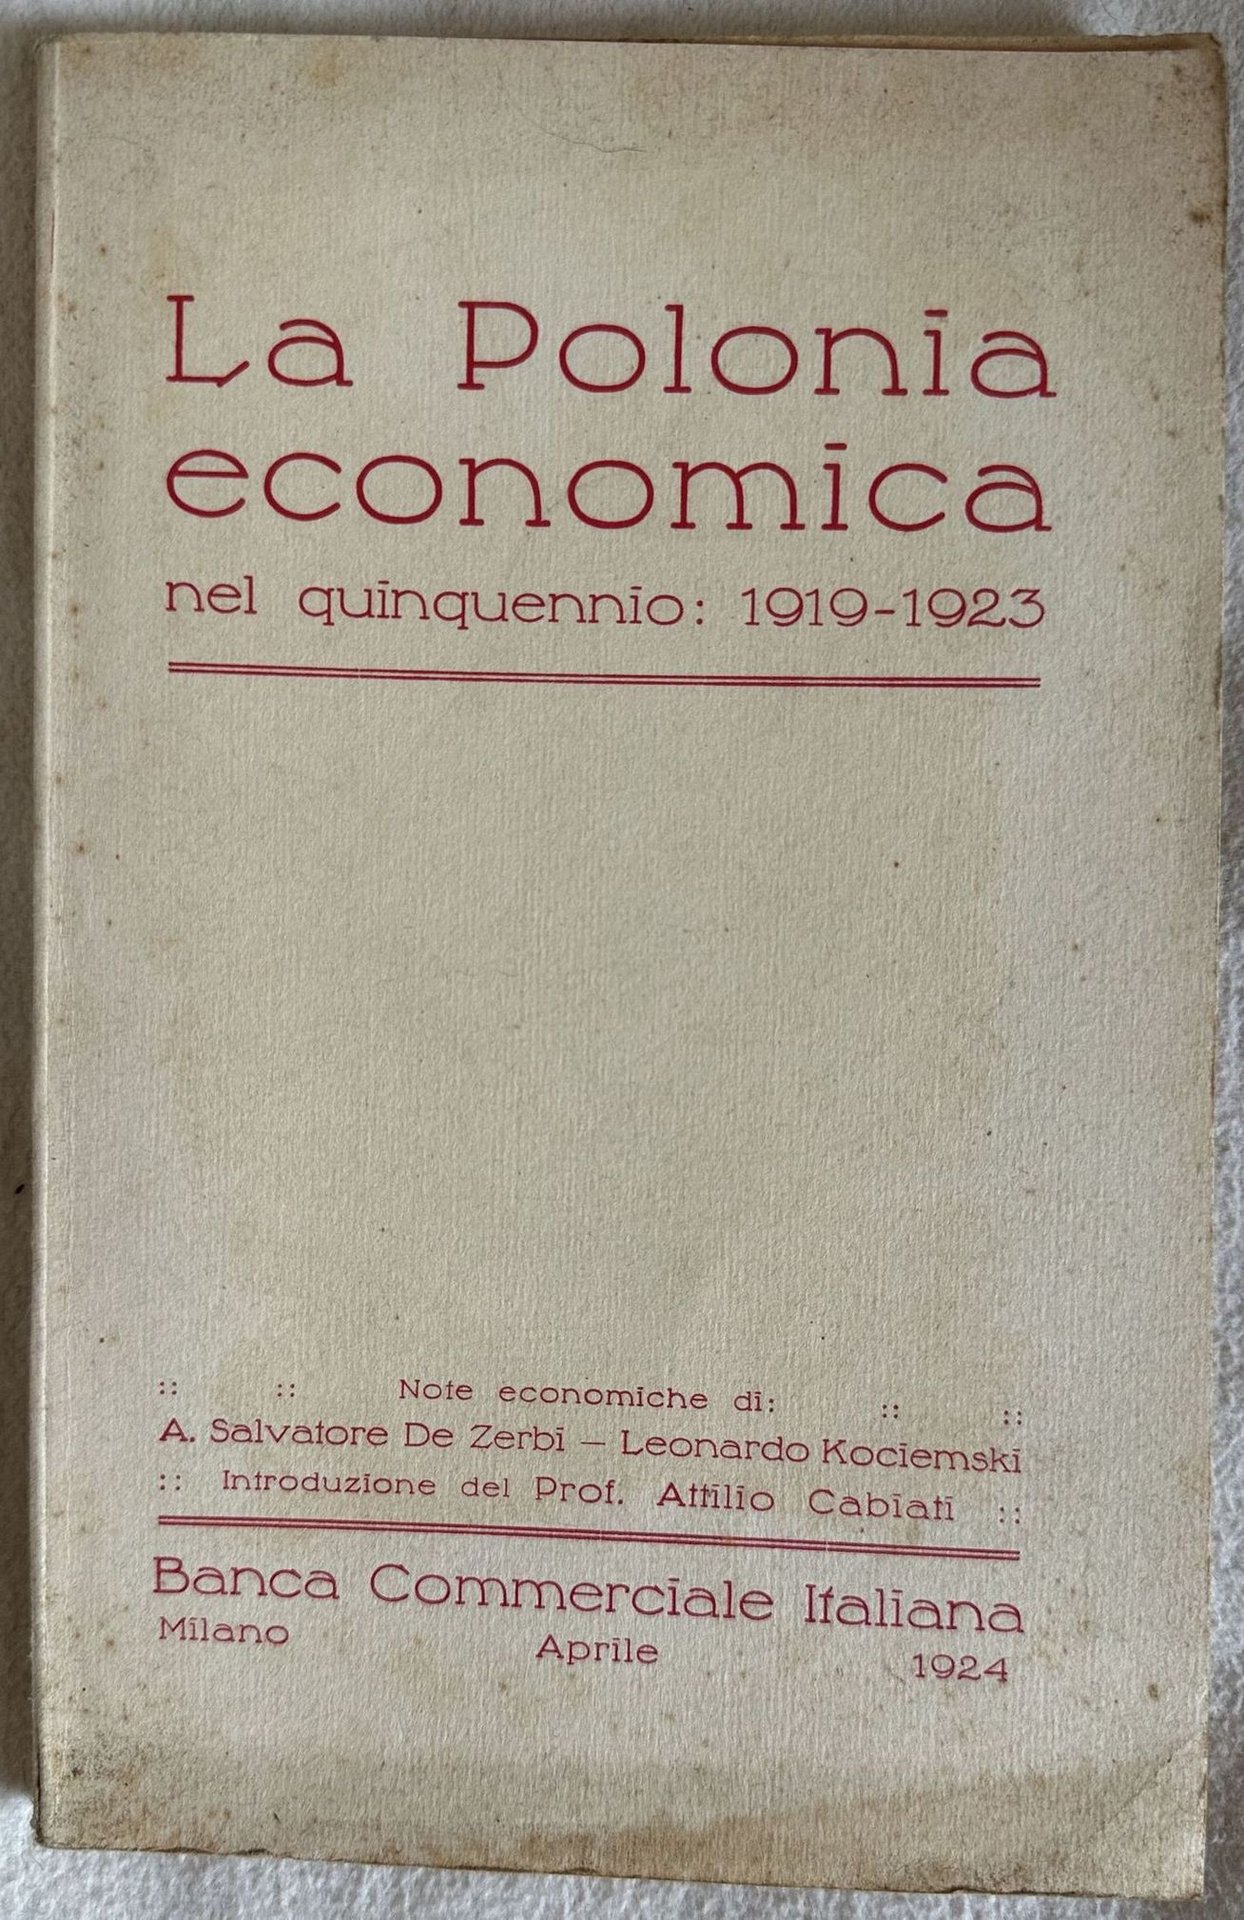 La Polonia
economica
nel quinquennio: 1919-1923
:: :: Note economiche di: :: ::
A. Salvatore De Zerbi — Leonardo Kociemski
:: Introduzione del Prof. Attilio Cabiati ::
Banca Commerciale Italiana
Milano Aprile 1924